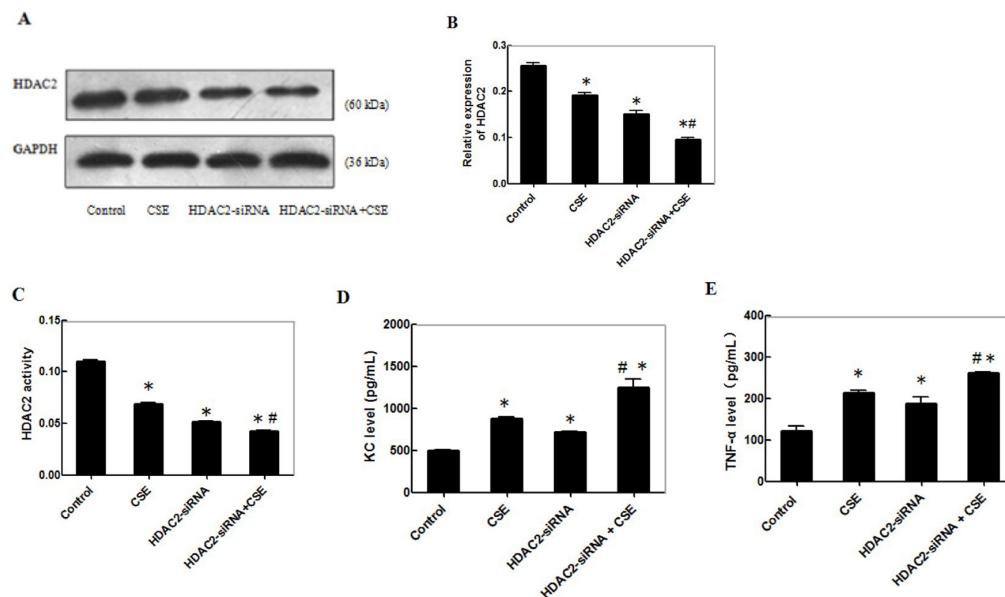 A
HDAC2
(60 kDa)
GAPDH
(36 kDa)
Control CSE HDAC2-siRNA HDAC2-siRNA+CSE
B
Relative expression
of HDAC2
0.3
0.2
0.1
0.0
*
*
*#
Control
CSE
HDAC2-siRNA
HDAC2-siRNA+CSE
C
HDAC2 activity
0.15
0.10
0.05
0.00
*
*
* #
Control
CSE
HDAC2-siRNA
HDAC2-siRNA+CSE
D
KC level (pg/mL)
2000
1500
1000
500
0
*
*
# *
Control
CSE
HDAC2-siRNA
HDAC2-siRNA + CSE
E
TNF-α level (pg/mL)
400
300
200
100
0
*
*
# *
Control
CSE
HDAC2-siRNA
HDAC2-siRNA + CSE